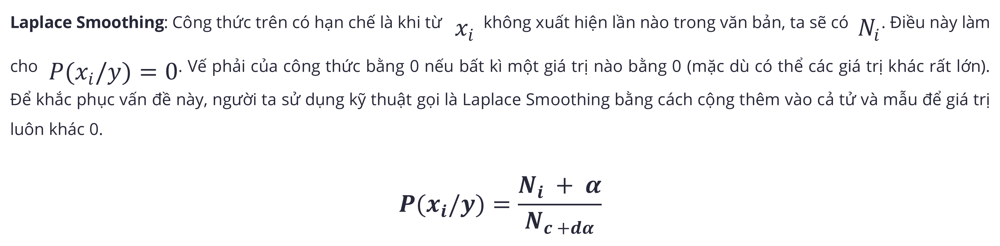 Laplace Smoothing: Công thức trên có hạn chế là khi từ x_i không xuất hiện lần nào trong văn bản, ta sẽ có N_i. Điều này làm
cho P(x_i/y) = 0. Vế phải của công thức bằng 0 nếu bất kì một giá trị nào bằng 0 (mặc dù có thể các giá trị khác rất lớn).
Để khắc phục vấn đề này, người ta sử dụng kỹ thuật gọi là Laplace Smoothing bằng cách cộng thêm vào cả tử và mẫu để giá trị
luôn khác 0.
P(x_i/y) = \frac{N_i + α}{N_{c + dα}}